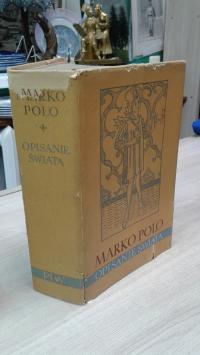 MARKO
POLO
OPISANIE
ŚWIATA
PIW
MARKO POLO
OPISANIE ŚWIATA